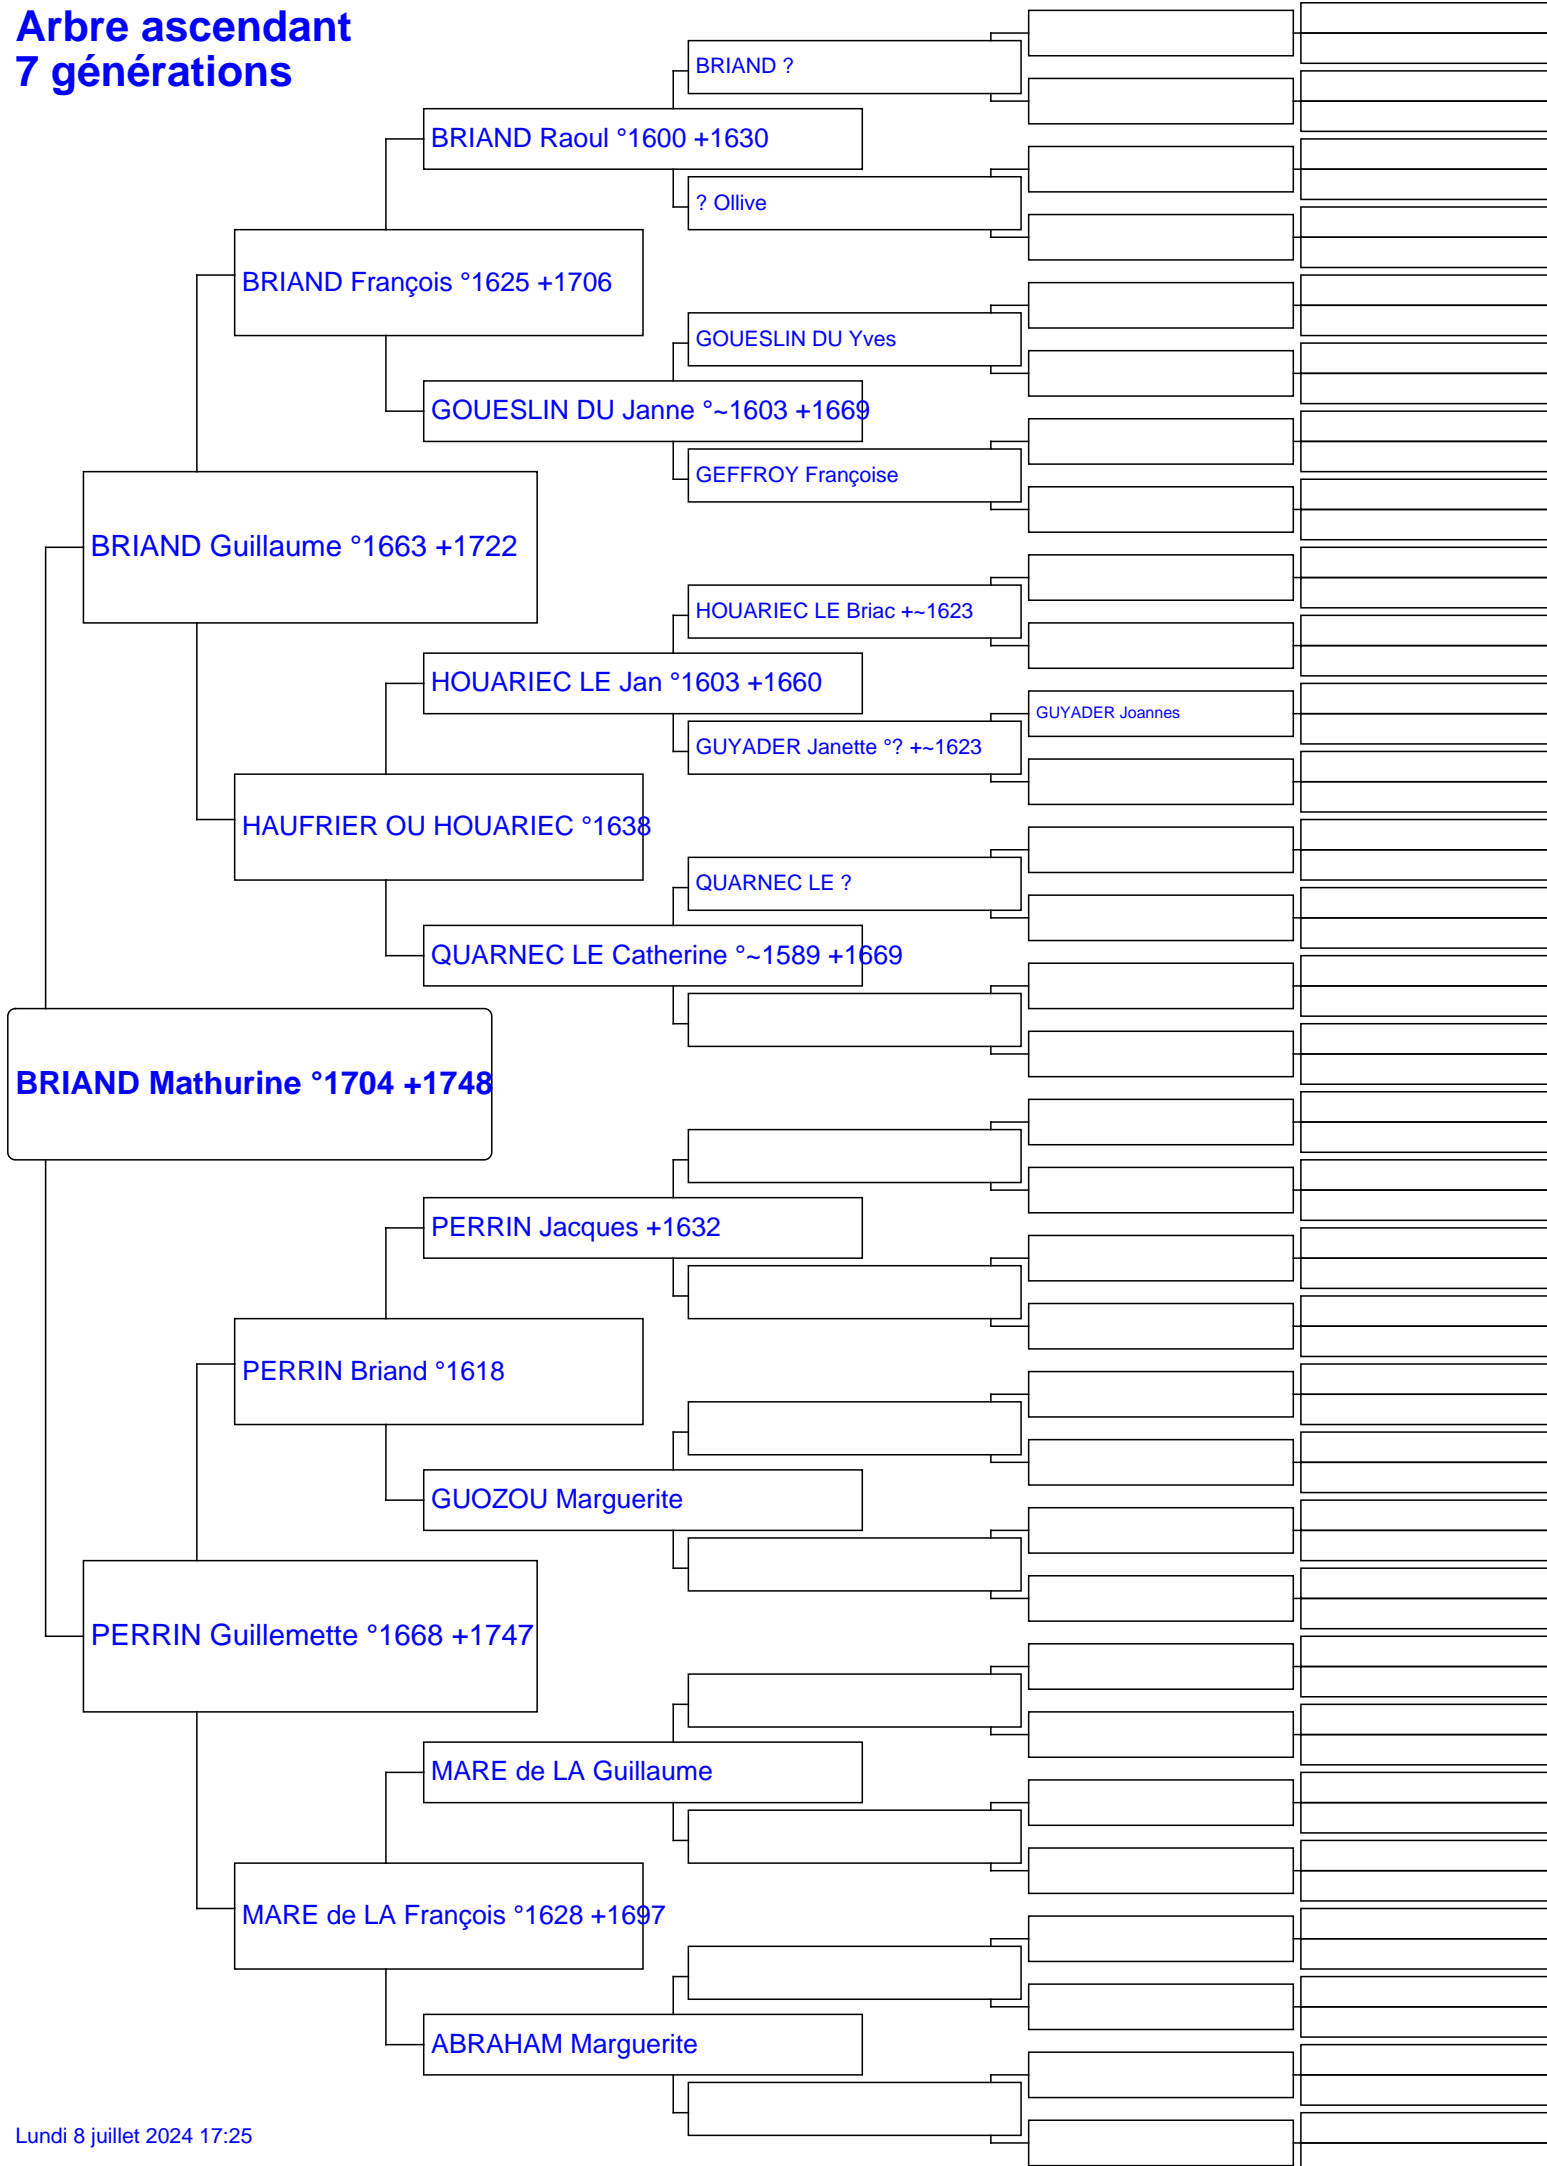 Arbre ascendant
7 générations
BRIAND ?
BRIAND Raoul °1600 +1630
? Ollive
BRIAND François °1625 +1706
GOUESLIN DU Yves
GOUESLIN DU Janne °~1603 +1669
GEFFROY Françoise
BRIAND Guillaume °1663 +1722
HOUARIEC LE Briac +~1623
HOUARIEC LE Jan °1603 +1660
GUYADER Joannes
GUYADER Janette °? +~1623
HAUFRIER OU HOUARIEC °1638
QUARNEC LE ?
QUARNEC LE Catherine °~1589 +1669
BRIAND Mathurine °1704 +1748
PERRIN Jacques +1632
PERRIN Briand °1618
GUOZOU Marguerite
PERRIN Guillemette °1668 +1747
MARE de LA Guillaume
MARE de LA François °1628 +1697
ABRAHAM Marguerite
Lundi 8 juillet 2024 17:25